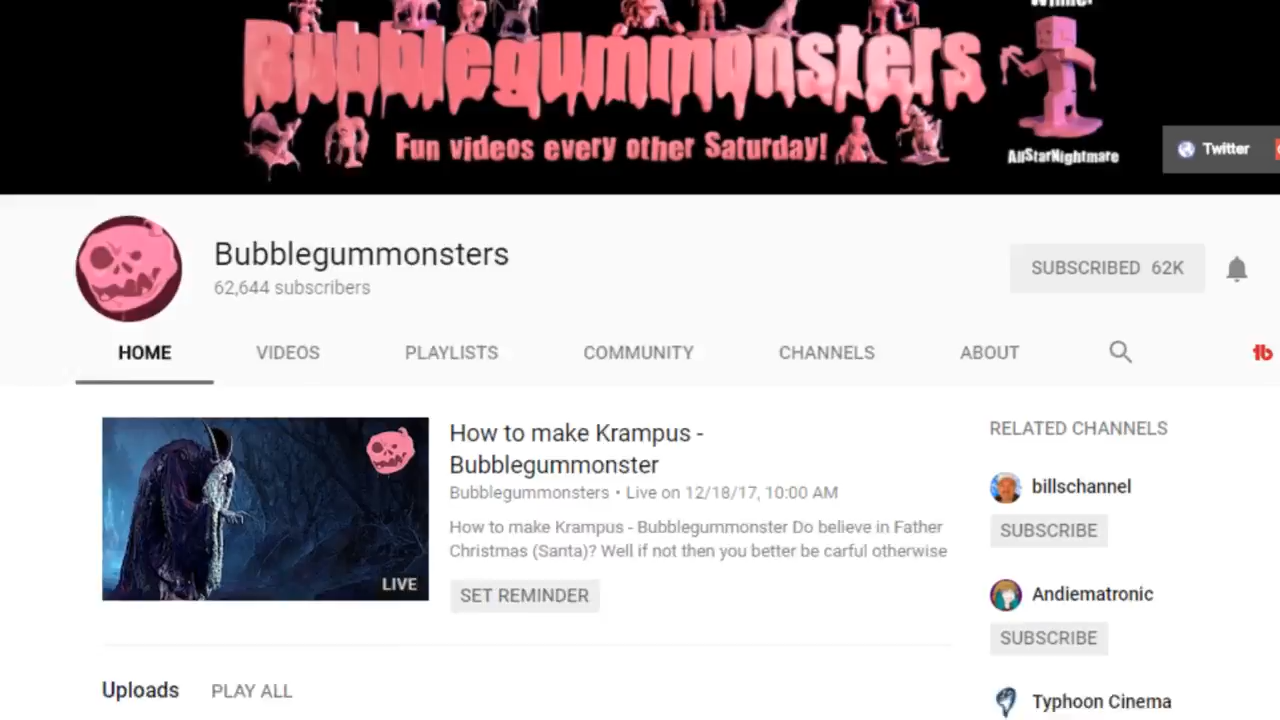 Winner
Bubblegummonsters
Fun videos every other Saturday!
AllStarNightmare
Twitter
Bubblegummonsters
62,644 subscribers
SUBSCRIBED 62K
HOME VIDEOS PLAYLISTS COMMUNITY CHANNELS ABOUT
How to make Krampus -
Bubblegummonster
Bubblegummonsters • Live on 12/18/17, 10:00 AM
How to make Krampus - Bubblegummonster Do believe in Father
Christmas (Santa)? Well if not then you better be carful otherwise
LIVE
SET REMINDER
Uploads PLAY ALL
RELATED CHANNELS
billschannel
SUBSCRIBE
Andiematronic
SUBSCRIBE
Typhoon Cinema